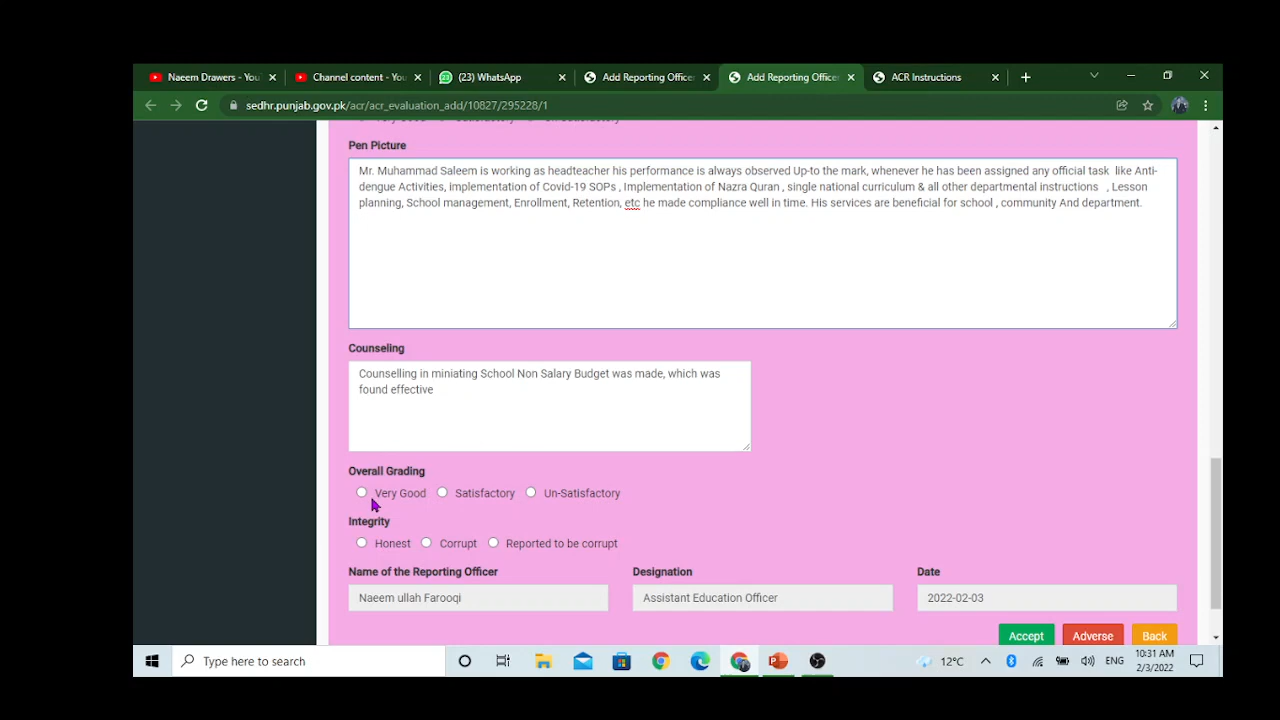 Naeem Drawers - You
Channel content - You
(23) WhatsApp
Add Reporting Office
Add Reporting Officer
ACR Instructions
sedhr.punjab.gov.pk/acr/acr_evaluation_add/10827/295228/1
Pen Picture
Mr. Muhammad Saleem is working as headteacher his performance is always observed Up-to the mark, whenever he has been assigned any official task like Anti-
dengue Activities, implementation of Covid-19 SOPs , Implementation of Nazra Quran , single national curriculum & all other departmental instructions , Lesson
planning, School management, Enrollment, Retention, etc he made compliance well in time. His services are beneficial for school , community And department.
Counseling
Counselling in miniating School Non Salary Budget was made, which was
found effective
Overall Grading
Very Good Satisfactory Un-Satisfactory
Integrity
Honest Corrupt Reported to be corrupt
Name of the Reporting Officer Designation Date
Naeem ullah Farooqi Assistant Education Officer 2022-02-03
Accept Adverse Back
Type here to search
12°C
ENG
10:31 AM
2/3/2022